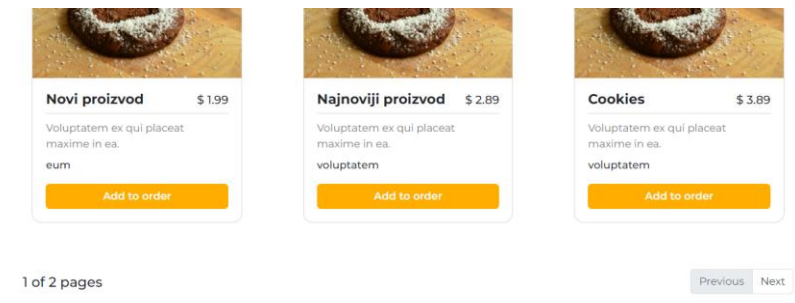 Novi proizvod $ 1.99
Voluptatem ex qui placeat
maxime in ea.
eum
Add to order
Najnoviji proizvod $ 2.89
Voluptatem ex qui placeat
maxime in ea.
voluptatem
Add to order
Cookies $ 3.89
Voluptatem ex qui placeat
maxime in ea.
voluptatem
Add to order
1 of 2 pages
Previous Next